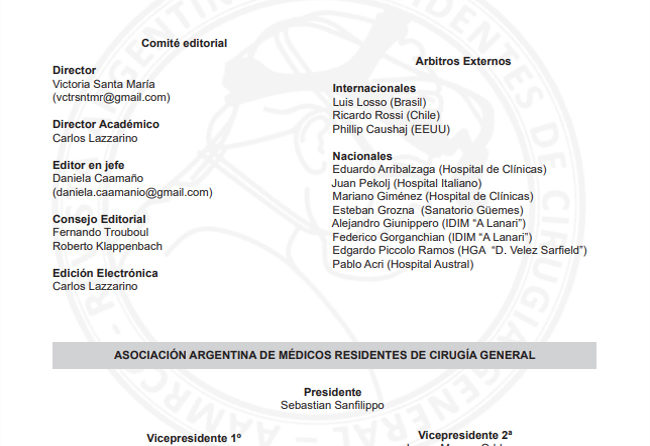 Comité editorial
Director
Victoria Santa María
(vctrsntmr@gmail.com)
Director Académico
Carlos Lazzarino
Editor en jefe
Daniela Caamaño
(daniela.caamanio@gmail.com)
Consejo Editorial
Fernando Trouboul
Roberto Klappenbach
Edición Electrónica
Carlos Lazzarino
Arbitros Externos
Internacionales
Luis Losso (Brasil)
Ricardo Rossi (Chile)
Phillip Caushaj (EEUU)
Nacionales
Eduardo Arribalzaga (Hospital de Clínicas)
Juan Pekolj (Hospital Italiano)
Mariano Giménez (Hospital de Clínicas)
Esteban Grozna (Sanatorio Güemes)
Alejandro Giunippero (IDIM “A Lanari”)
Federico Gorganchian (IDIM “A Lanari”)
Edgardo Piccolo Ramos (HGA “D. Velez Sarfield”)
Pablo Acri (Hospital Austral)
ASOCIACIÓN ARGENTINA DE MÉDICOS RESIDENTES DE CIRUGÍA GENERAL
Presidente
Sebastian Sanfilippo
Vicepresidente 1º
Vicepresidente 2ª